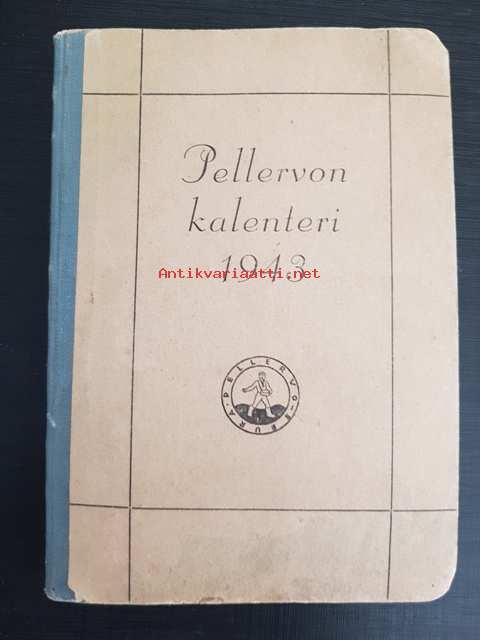 Pellervon
kalenteri
1943
Antikvariaatti.net
PELLERVO-SEURA